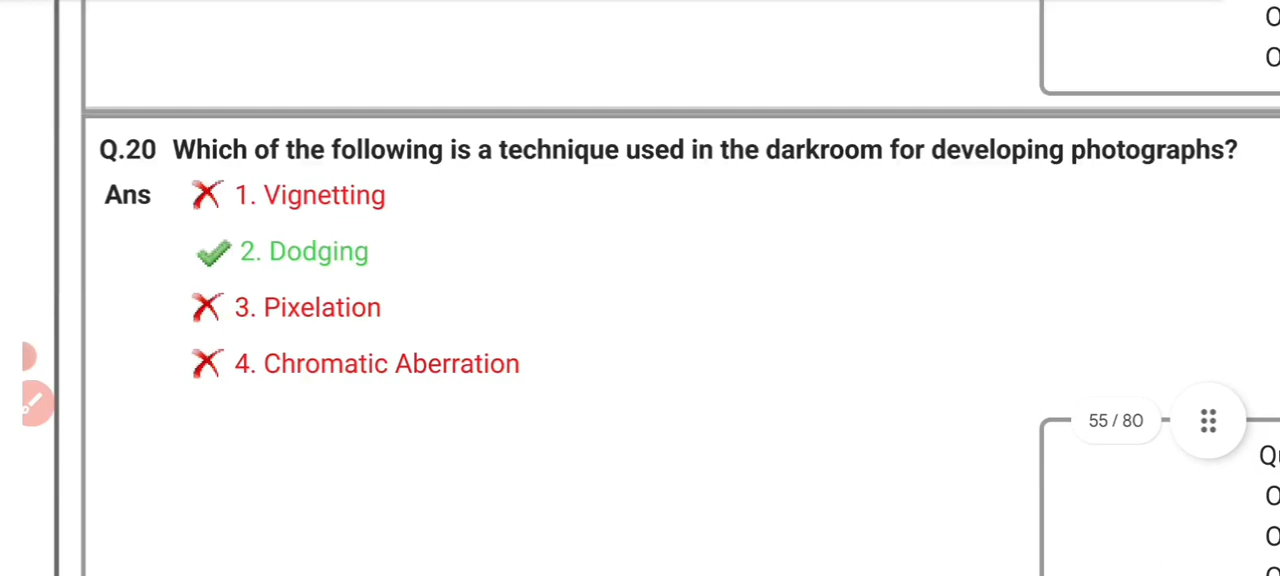 Q.20 Which of the following is a technique used in the darkroom for developing photographs?
Ans 1. Vignetting
2. Dodging
3. Pixelation
4. Chromatic Aberration
55 / 80